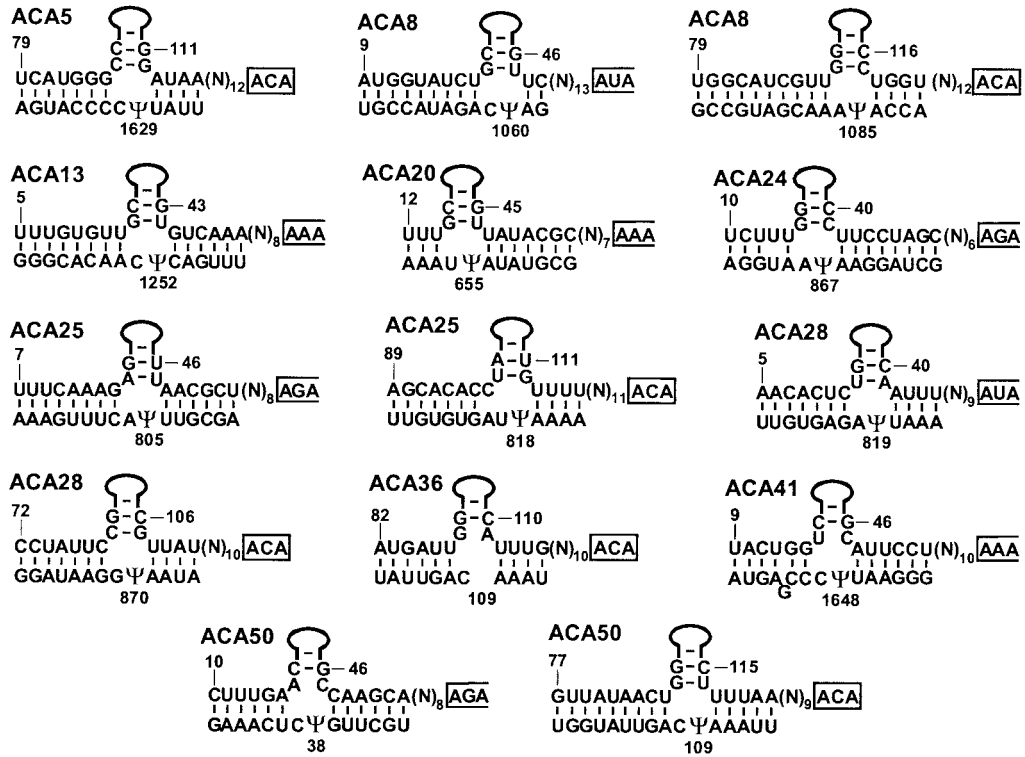 ACA5
79
C – G
C – G – 111
UCAUGGG AUAA(N)12 ACA
AGUACCCCΨUAUU
1629
ACA8
9
C – G – 46
G U
AUGGUAUCU UC(N)13 AUA
UGCCAUAGACΨAG
1060
ACA8
79
G – C – 116
G – C
UGGCAUCGUU UGGU(N)12 ACA
GCCGUAGCAAAΨACCA
1085
ACA13
5
C – G – 43
G U
UUUGUGUU GUCAAA(N)8 AAA
GGGCACAACΨCAGUUU
1252
ACA20
12
C – G – 45
G U
UUU UAUACGC(N)7 AAA
AAAUΨAUAUGCG
655
ACA24
10
G – C – 40
G – C
UCUUU UUCCUAGC(N)6 AGA
AGGUAAΨAAGGAUCG
867
ACA25
7
G – U – 46
A U
UUUCAAAG AACGCU(N)8 AGA
AAAGUUUCAΨUUGCGA
805
ACA25
89
A – U – 111
U – G
AGCACACC UUUU(N)11 ACA
UUGUGUGAUΨAAAA
818
ACA28
5
G – C – 40
U A
AACACUC AUUU(N)9 AUA
UUGUGAGAΨUAAA
819
ACA28
72
G – C – 106
C – G
CCUAUUC UUAU(N)10 ACA
GGAUAAGGΨAAUA
870
ACA36
82
G – C – 110
G A
AUGAUU UUUG(N)10 ACA
UAUUGAC AAAU
109
ACA41
9
C – G – 46
U C
UACUGG AUUCCU(N)10 AAA
AUGAGCCCΨUAAGGG
1648
ACA50
10
C – G – 46
A C
CUUUGA CAAGCA(N)8 AGA
GAAACUCΨGUUCGU
38
ACA50
77
G – C – 115
G U
GUUAUAACU UUUAA(N)9 ACA
UGGUAUUGACΨAAAUU
109